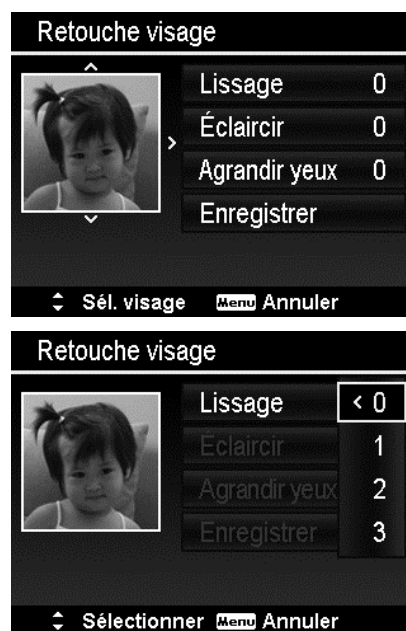 Retouche visage
Lissage 0
Éclaircir 0
Agrandir yeux 0
Enregistrer
Sél. visage Menu Annuler
Retouche visage
Lissage < 0
Éclaircir 1
Agrandir yeux 2
Enregistrer 3
Sélectionner Menu Annuler